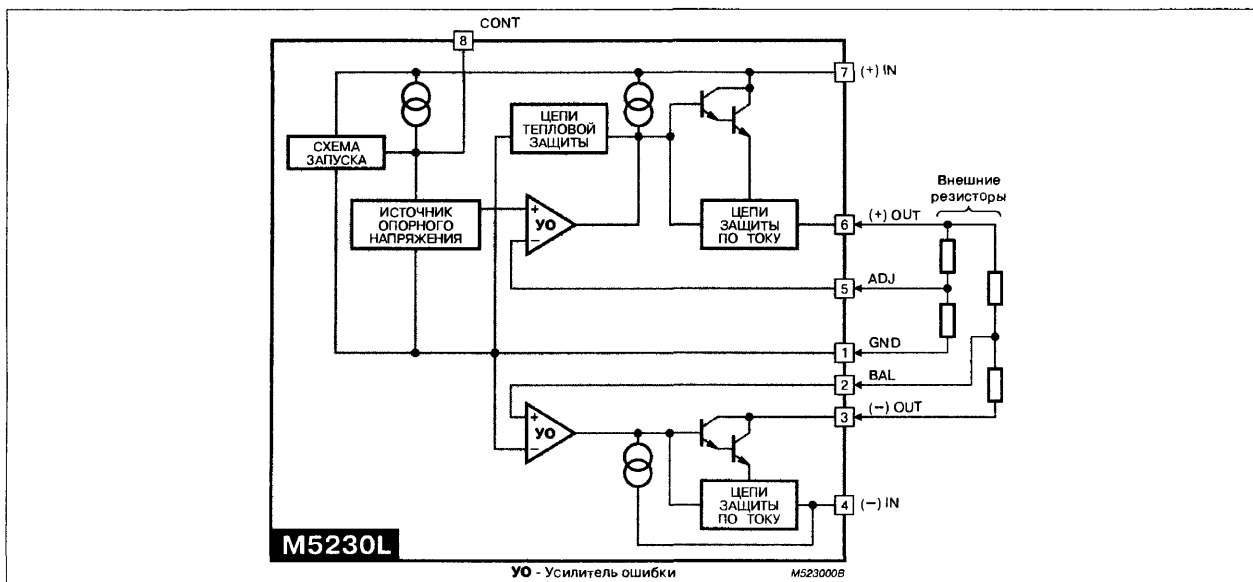 CONT
8
7 (+) IN
ЦЕПИ
ТЕПЛОВОЙ
ЗАЩИТЫ
СХЕМА
ЗАПУСКА
Внешние
резисторы
ИСТОЧНИК
ОПОРНОГО
НАПРЯЖЕНИЯ
+
УО
−
ЦЕПИ
ЗАЩИТЫ
ПО ТОКУ
6 (+) OUT
5 ADJ
1 GND
2 BAL
3 (−) OUT
+
УО
−
ЦЕПИ
ЗАЩИТЫ
ПО ТОКУ
4 (−) IN
M5230L
УО - Усилитель ошибки
M523000B